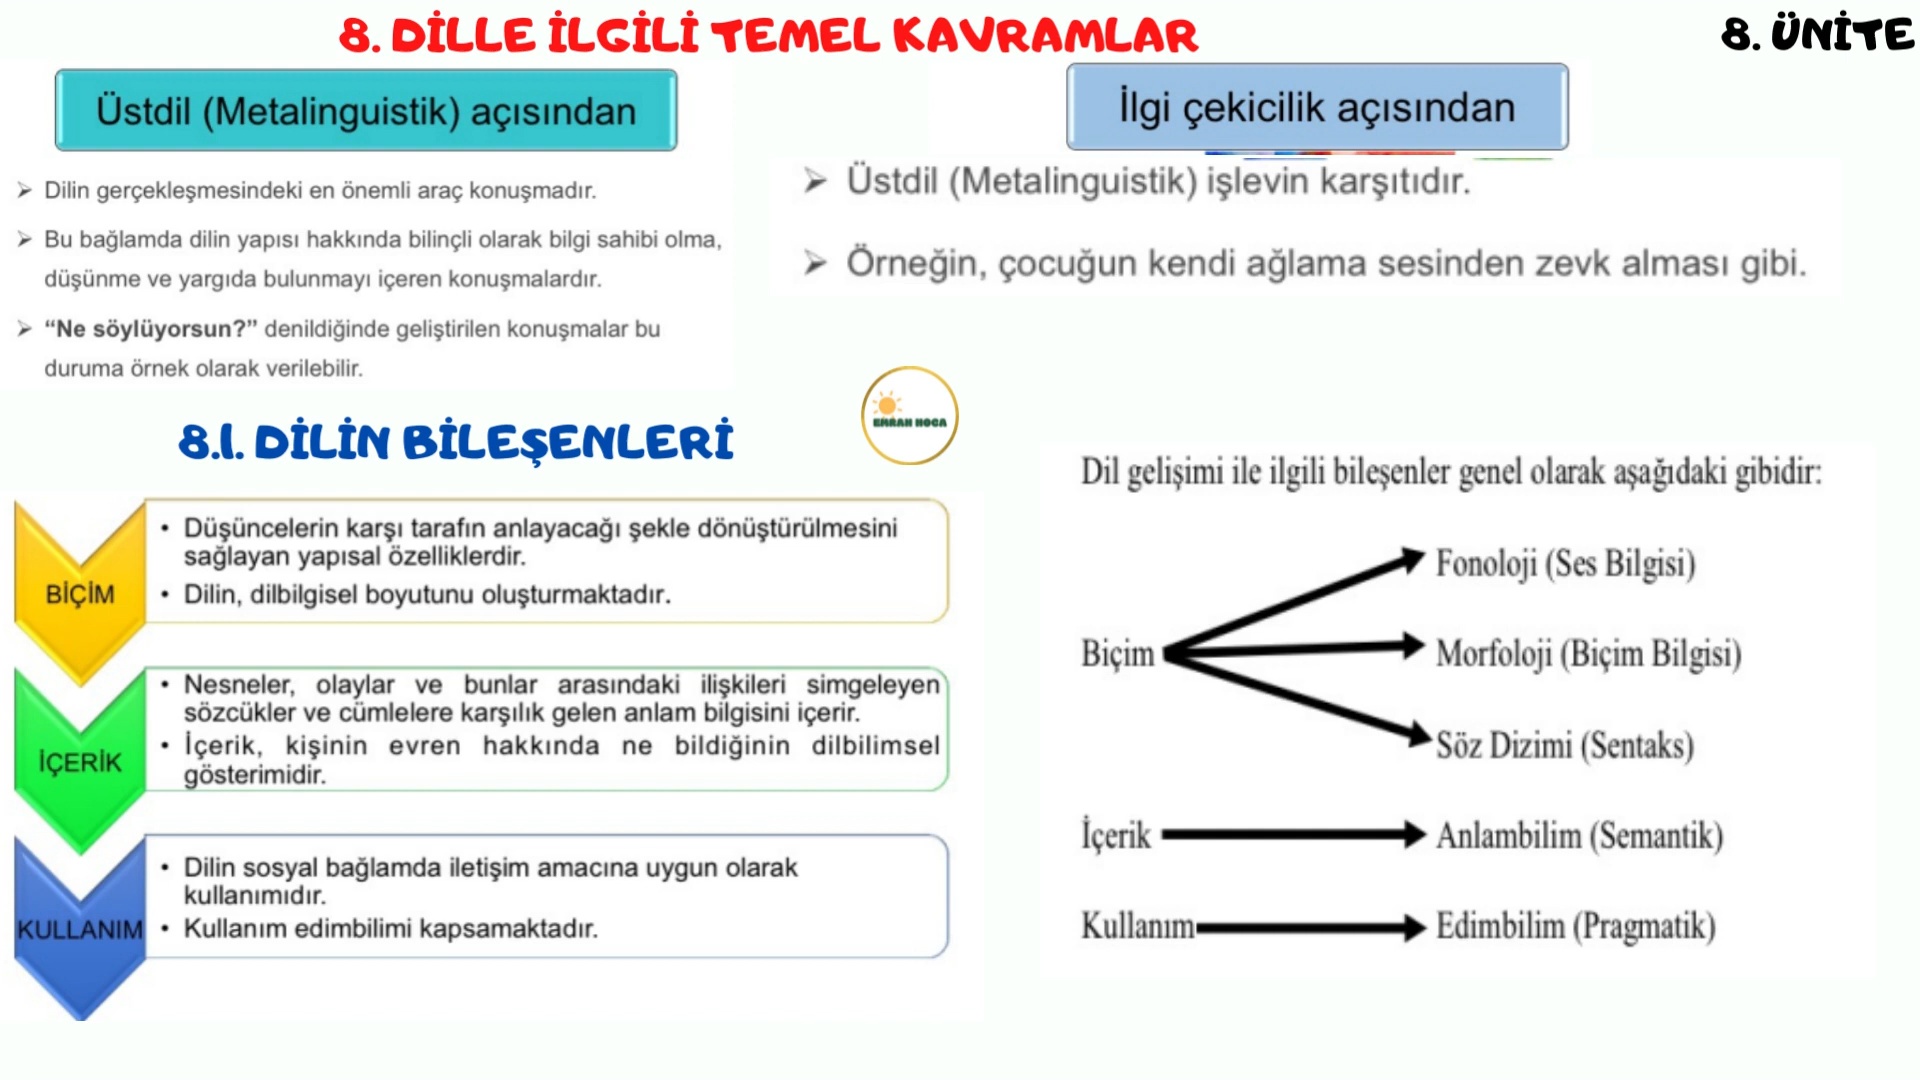 8. DİLLE İLGİLİ TEMEL KAVRAMLAR
8. ÜNİTE
Üstdil (Metalinguistik) açısından
➢ Dilin gerçekleşmesindeki en önemli araç konuşmadır.
➢ Bu bağlamda dilin yapısı hakkında bilinçli olarak bilgi sahibi olma,
düşünme ve yargıda bulunmayı içeren konuşmalardır.
➢ “Ne söylüyorsun?” denildiğinde geliştirilen konuşmalar bu
duruma örnek olarak verilebilir.
İlgi çekicilik açısından
➢ Üstdil (Metalinguistik) işlevin karşıtıdır.
➢ Örneğin, çocuğun kendi ağlama sesinden zevk alması gibi.
EMRAH HOCA
8.1. DİLİN BİLEŞENLERİ
BİÇİM
• Düşüncelerin karşı tarafın anlayacağı şekle dönüştürülmesini
sağlayan yapısal özelliklerdir.
• Dilin, dilbilgisel boyutunu oluşturmaktadır.
İÇERİK
• Nesneler, olaylar ve bunlar arasındaki ilişkileri simgeleyen
sözcükler ve cümlelere karşılık gelen anlam bilgisini içerir.
• İçerik, kişinin evren hakkında ne bildiğinin dilbilimsel
gösterimidir.
KULLANIM
• Dilin sosyal bağlamda iletişim amacına uygun olarak
kullanımıdır.
• Kullanım edimbilimi kapsamaktadır.
Dil gelişimi ile ilgili bileşenler genel olarak aşağıdaki gibidir:
Biçim
Fonoloji (Ses Bilgisi)
Morfoloji (Biçim Bilgisi)
Söz Dizimi (Sentaks)
İçerik
Anlambilim (Semantik)
Kullanım
Edimbilim (Pragmatik)